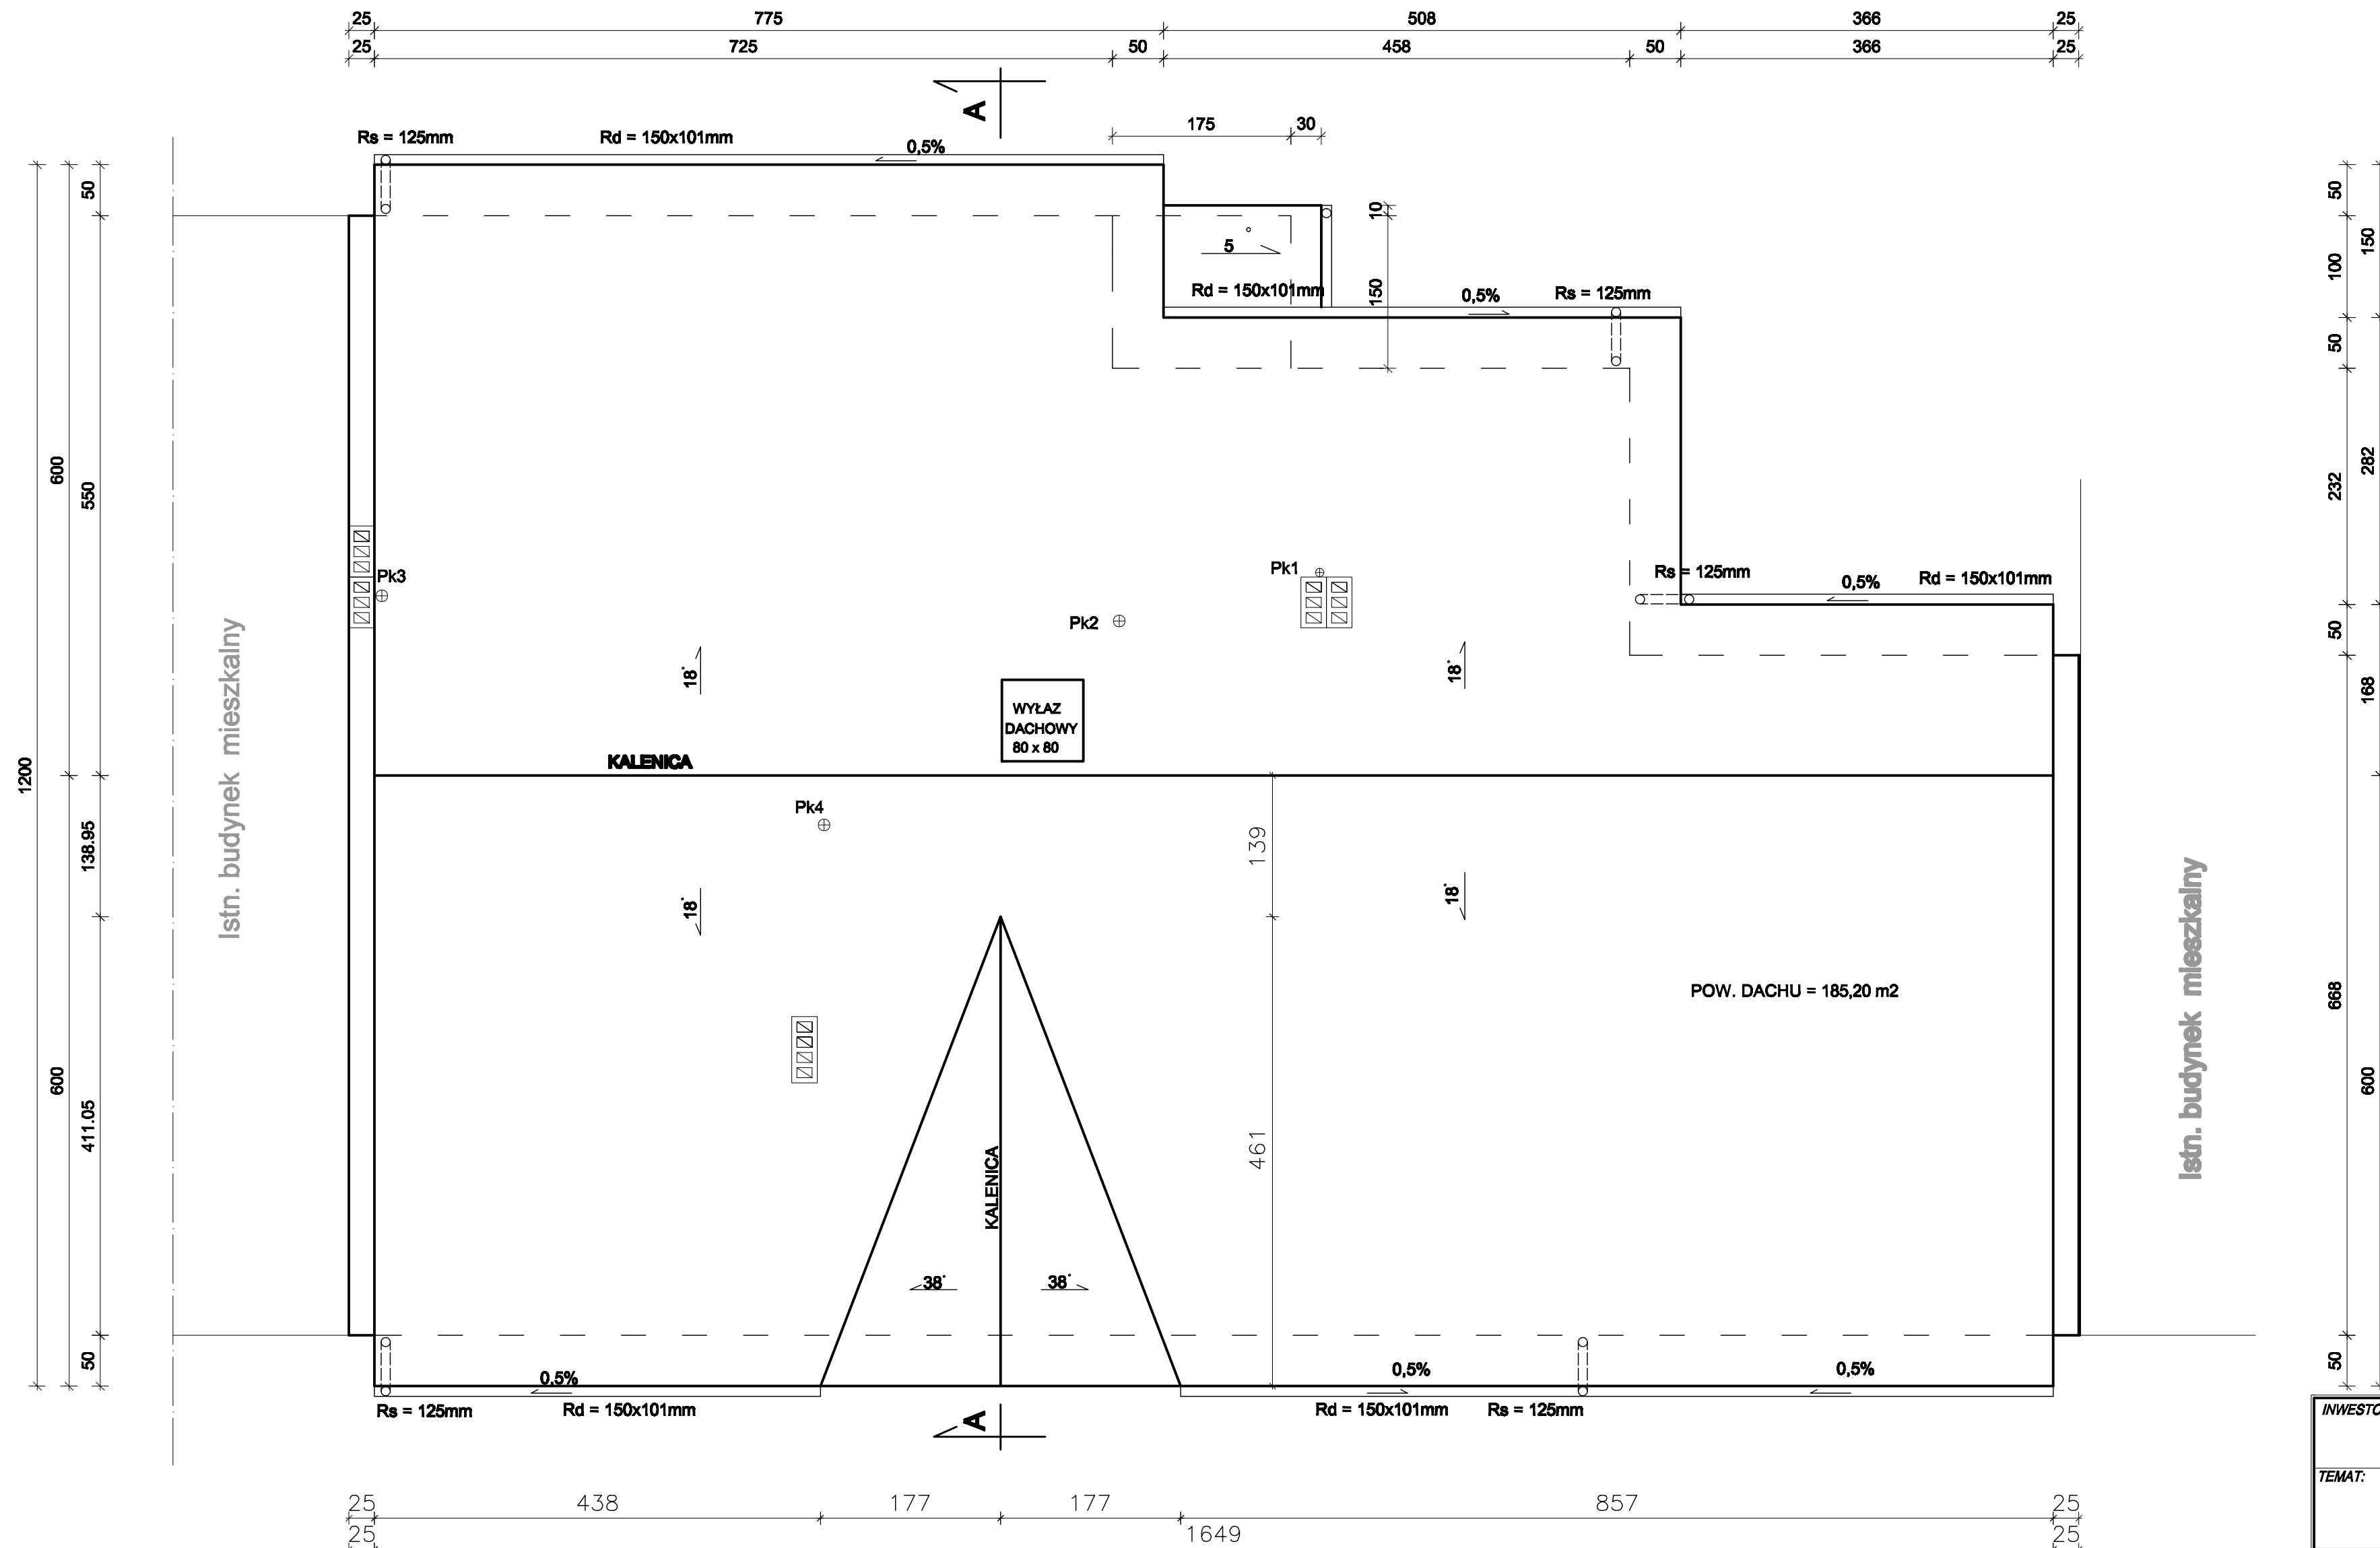 25 775 508 366 25
25 725 50 458 50 366 25
A
175 30
Rs = 125mm Rd = 150x101mm 0,5%
50
10
5°
150
Rd = 150x101mm 0,5% Rs = 125mm
50
150
100
50
600
550
232
282
Pk3
Pk1
Rs = 125mm 0,5% Rd = 150x101mm
Pk2
50
18°
18°
168
WYŁAZ
DACHOWY
80 x 80
KALENICA
1200
Istn. budynek mieszkalny
Pk4
138.95
139
18°
18°
POW. DACHU = 185,20 m2
668
Istn. budynek mieszkalny
600
411.05
461
KALENICA
600
38° 38°
50
50
0,5% 0,5% 0,5%
Rs = 125mm Rd = 150x101mm Rd = 150x101mm Rs = 125mm
A
TEMAT:
25 438 177 177 857 25
25 1649 25